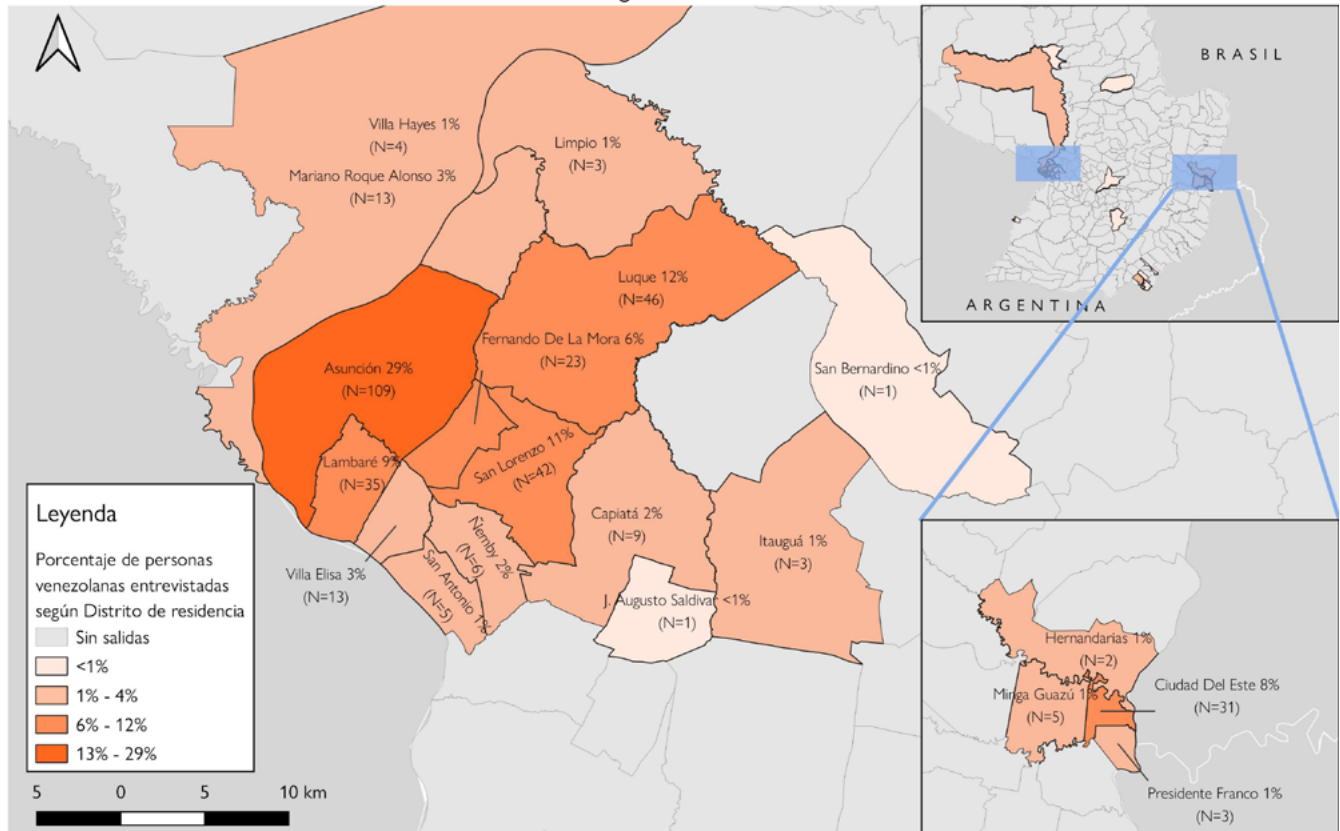 BRASIL
ARGENTINA
Villa Hayes 1%
(N=4)
Limpio 1%
(N=3)
Mariano Roque Alonso 3%
(N=13)
Luque 12%
(N=46)
Fernando De La Mora 6%
(N=23)
Asunción 29%
(N=109)
San Bernardino <1%
(N=1)
Lambaré 9%
(N=35)
San Lorenzo 11%
(N=42)
Capiatá 2%
(N=9)
Itauguá 1%
(N=3)
Ñemby 2%
(N=6)
San Antonio 1%
(N=5)
Villa Elisa 3%
(N=13)
J. Augusto Saldivar <1%
(N=1)
Leyenda
Porcentaje de personas
venezolanas entrevistadas
según Distrito de residencia
Sin salidas
<1%
1% - 4%
6% - 12%
13% - 29%
5 0 5 10 km
Hernandarias 1%
(N=2)
Minga Guazú 1%
(N=5)
Ciudad Del Este 8%
(N=31)
Presidente Franco 1%
(N=3)